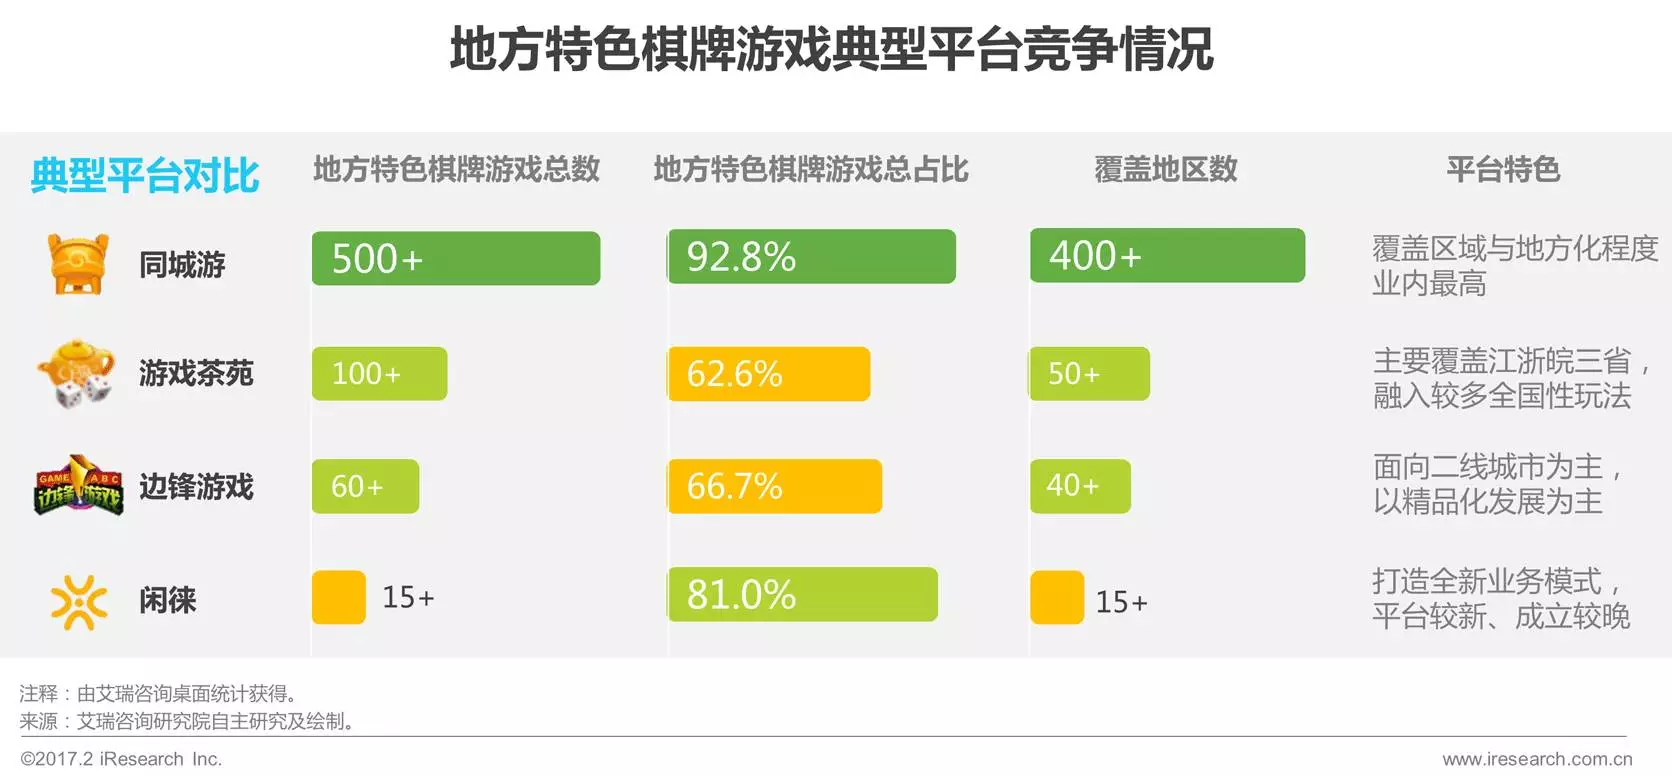 地方特色棋牌游戏典型平台竞争情况
典型平台对比
地方特色棋牌游戏总数
地方特色棋牌游戏总占比
覆盖地区数
平台特色
同城游
500+
92.8%
400+
覆盖区域与地方化程度
业内最高
游戏茶苑
100+
62.6%
50+
主要覆盖江浙皖三省，
融入较多全国性玩法
GAME ABC
边锋游戏
边锋游戏
60+
66.7%
40+
面向二线城市为主，
以精品化发展为主
闲徕
15+
81.0%
15+
打造全新业务模式，
平台较新、成立较晚
注释：由艾瑞咨询桌面统计获得。
来源：艾瑞咨询研究院自主研究及绘制。
©2017.2 iResearch Inc.
www.iresearch.com.cn